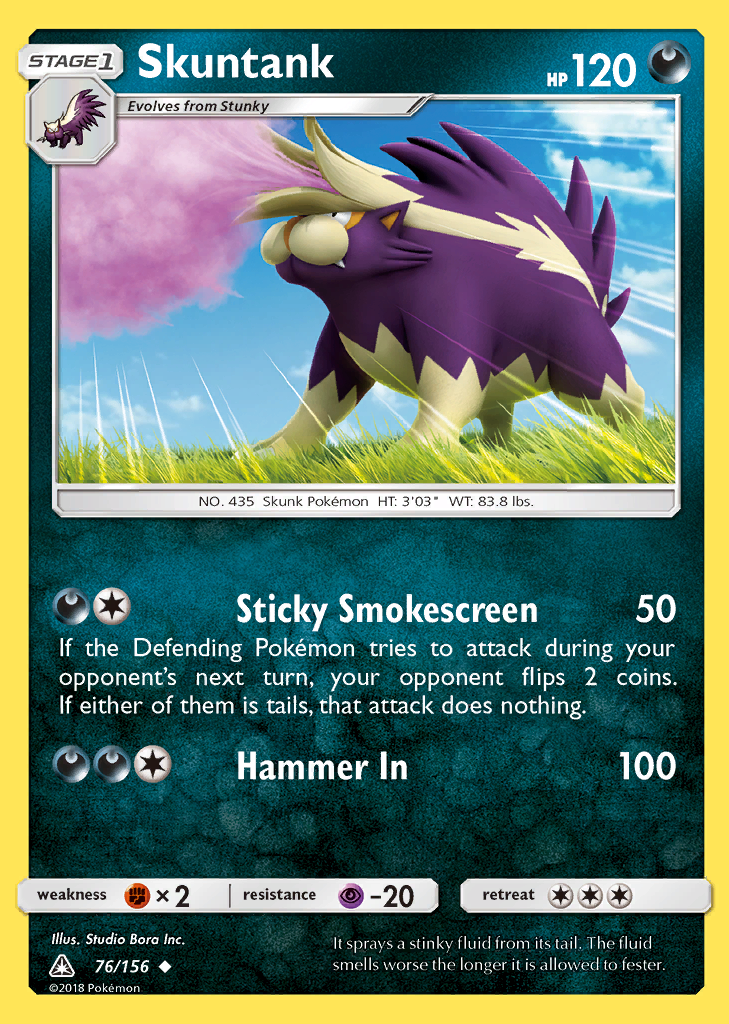 STAGE1
Skuntank
HP 120
Evolves from Stunky
NO. 435 Skunk Pokémon HT: 3'03" WT: 83.8 lbs.
Sticky Smokescreen 50
If the Defending Pokémon tries to attack during your
opponent's next turn, your opponent flips 2 coins.
If either of them is tails, that attack does nothing.
Hammer In 100
weakness × 2 resistance -20 retreat
Illus. Studio Bora Inc.
76/156
©2018 Pokémon
It sprays a stinky fluid from its tail. The fluid
smells worse the longer it is allowed to fester.